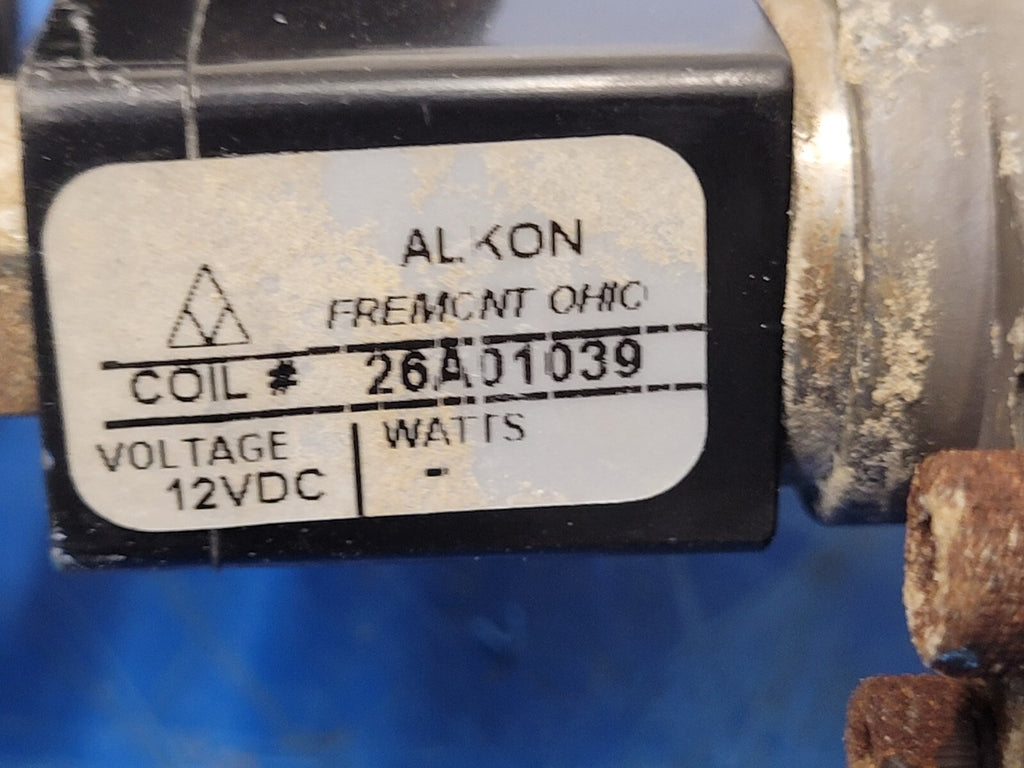 ALKON
FREMONT OHIO
COIL # 26A01039
VOLTAGE WATTS
12VDC -